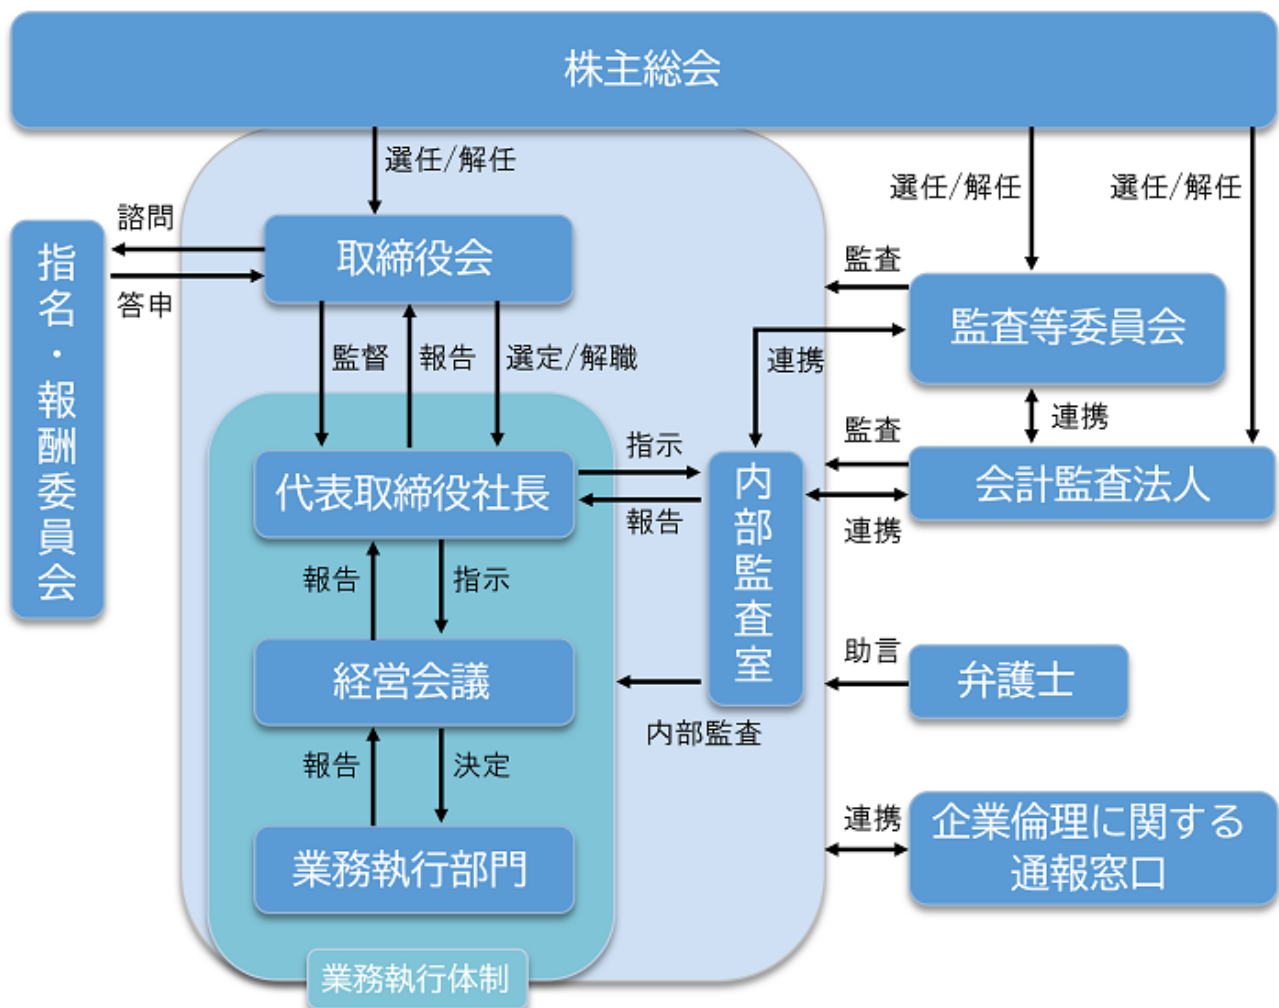 株主総会
選任/解任
選任/解任
選任/解任
諮問
答申
指名・報酬委員会
取締役会
監査
監査等委員会
連携
監督
報告
選定/解職
連携
監査
指示
報告
代表取締役社長
内部監査室
会計監査法人
連携
報告
指示
助言
弁護士
経営会議
内部監査
報告
決定
連携
企業倫理に関する
通報窓口
業務執行部門
業務執行体制